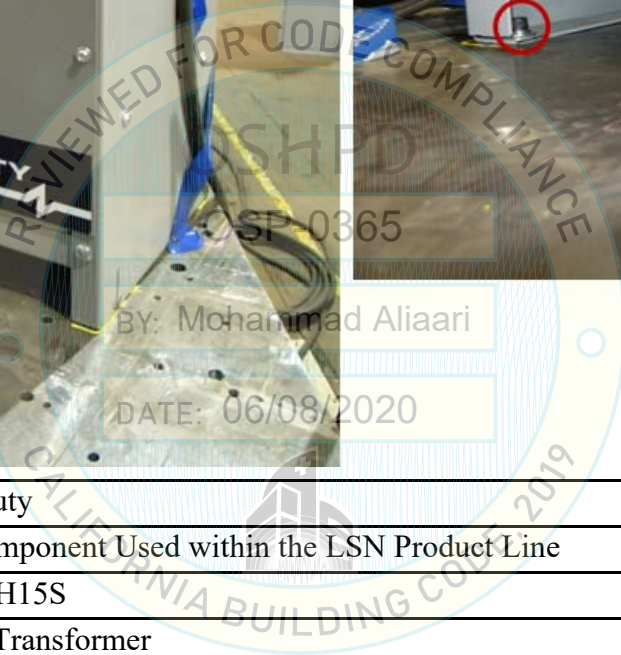 REVIEWED FOR CODE COMPLIANCE
OSHPD
TY
OSP-0365
BY: Mohammad Aliaari
DATE: 06/08/2020
CALIFORNIA BUILDING CODE 2019
uty
mponent Used within the LSN Product Line
H15S
Transformer